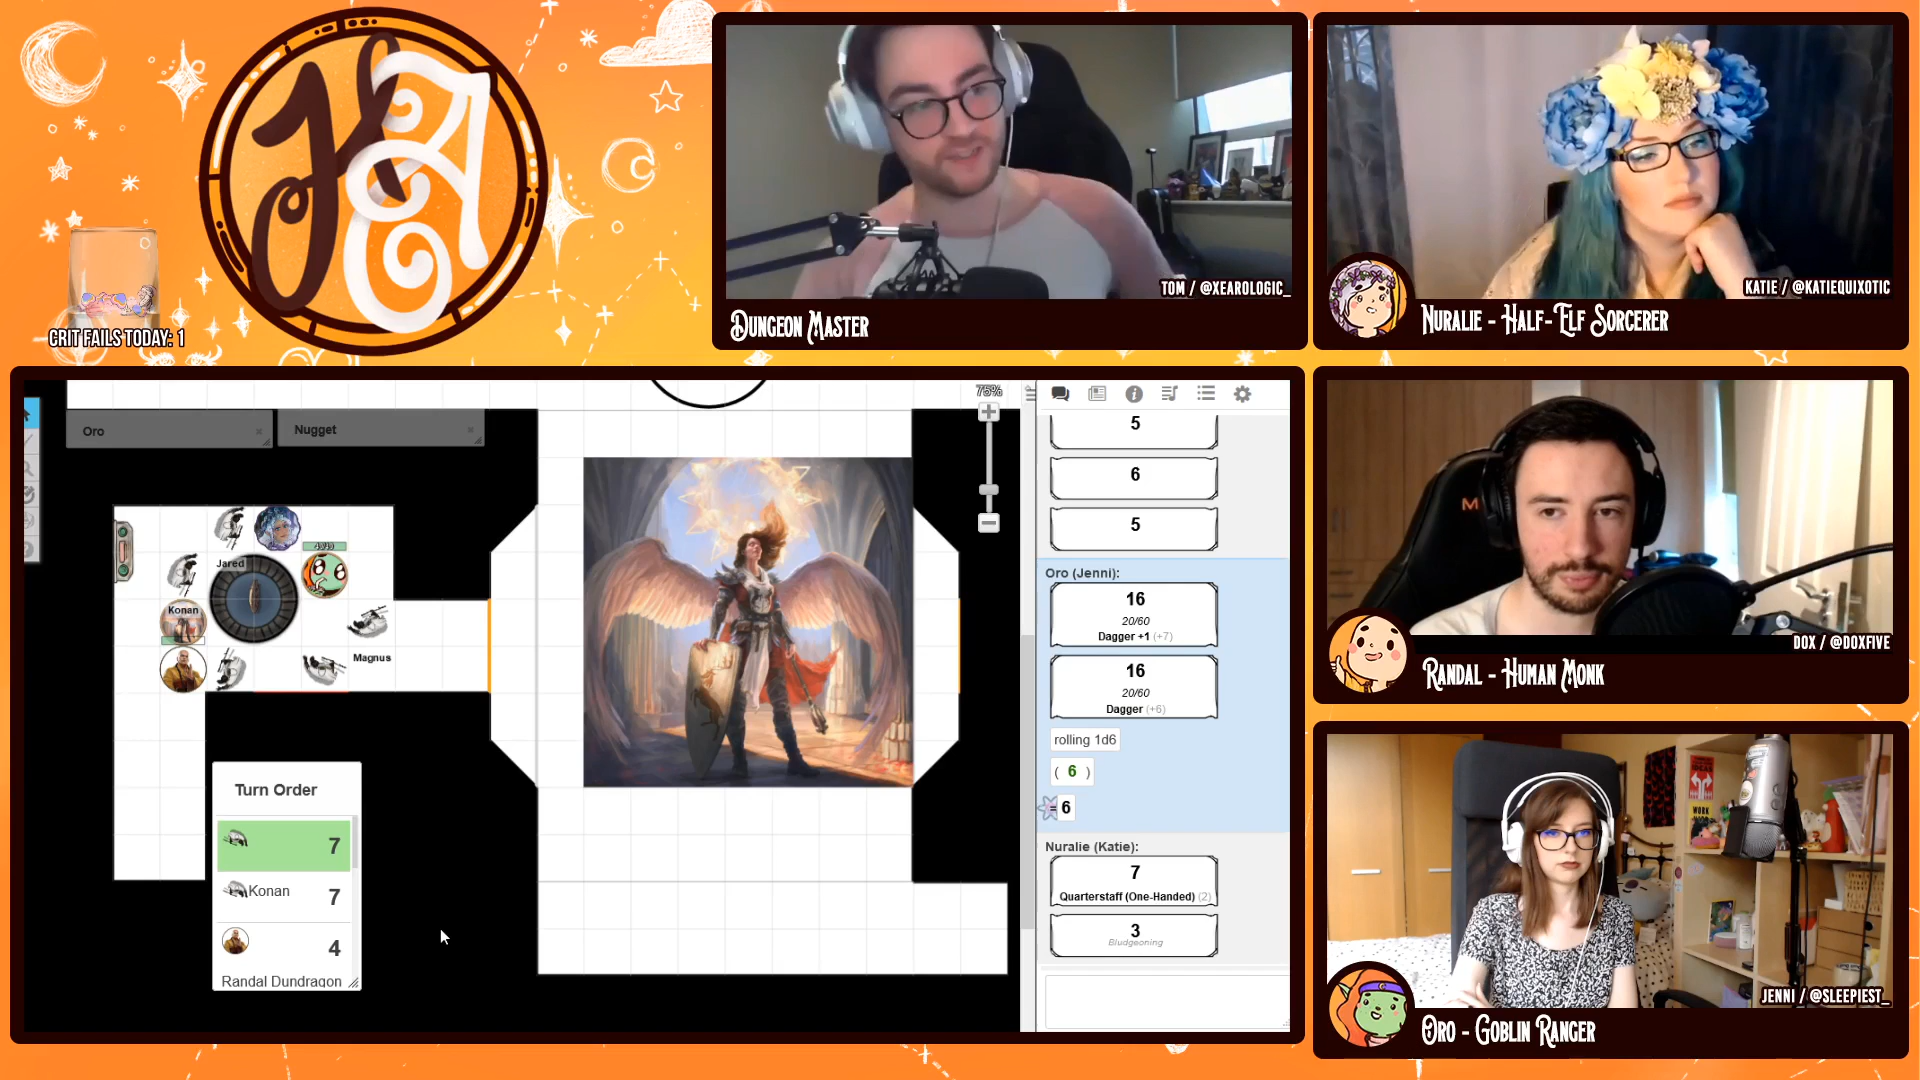 HAE
CRIT FAILS TODAY: 1
TOM / @XEAROLOGIC_
DUNGEON MASTER
KATIE / @KATIEQUIXOTIC
NURALIE - HALF-ELF SORCERER
M
DOX / @DOXFIVE
RANDAL - HUMAN MONK
JENNI / @SLEEPIEST_
ORO - GOBLIN RANGER
Oro
Nugget
75%
Jared
Konan
Magnus
Turn Order
7
Konan
7
4
Randal Dundragon
5
6
5
Oro (Jenni):
16
20/60
Dagger +1 (+7)
16
20/60
Dagger (+6)
rolling 1d6
( 6 )
= 6
Nuralie (Katie):
7
Quarterstaff (One-Handed) (2)
3
Bludgeoning